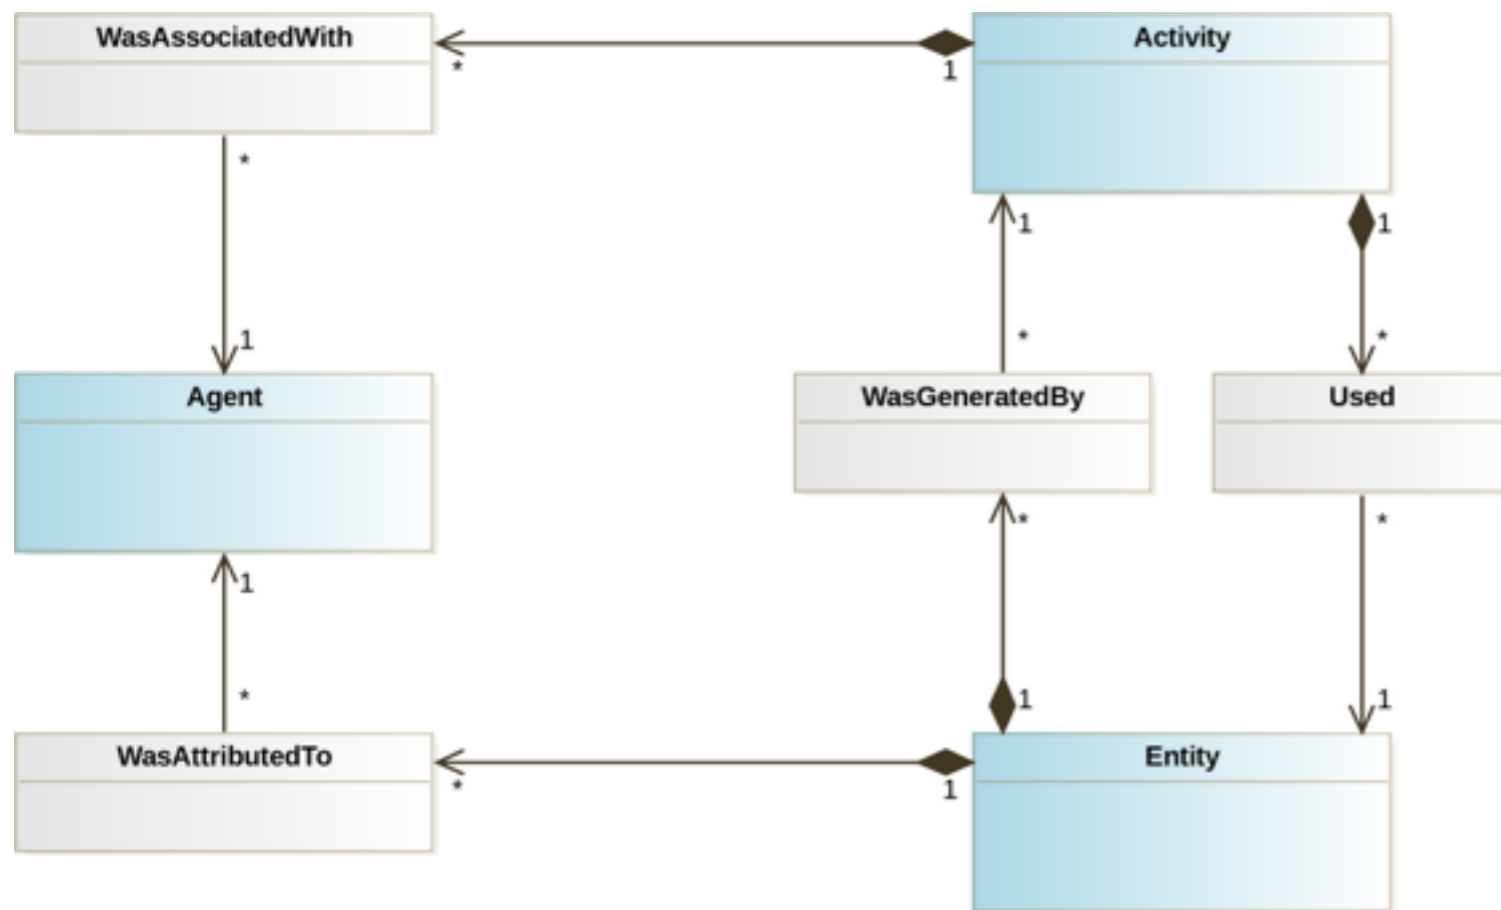 WasAssociatedWith
Activity
*
1
*
1
1
1
*
*
Agent
WasGeneratedBy
Used
*
*
1
*
1
1
WasAttributedTo
Entity
*
1